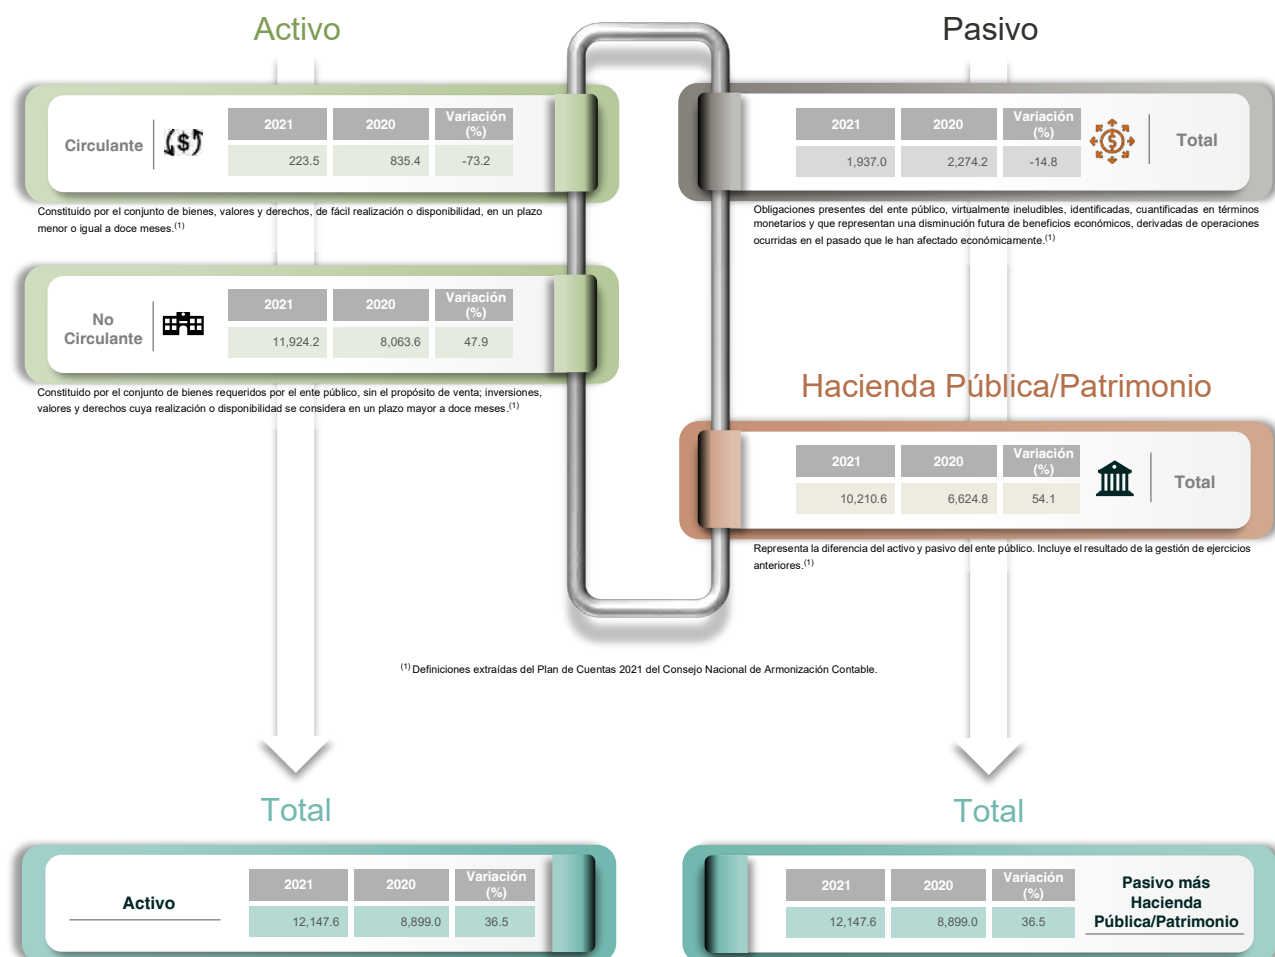 Activo
Circulante
2021 2020 Variación (%)
223.5 835.4 -73.2
Constituido por el conjunto de bienes, valores y derechos, de fácil realización o disponibilidad, en un plazo
menor o igual a doce meses.(1)
No
Circulante
2021 2020 Variación (%)
11,924.2 8,063.6 47.9
Constituido por el conjunto de bienes requeridos por el ente público, sin el propósito de venta; inversiones,
valores y derechos cuya realización o disponibilidad se considera en un plazo mayor a doce meses.(1)
Pasivo
2021 2020 Variación (%)
1,937.0 2,274.2 -14.8
Total
Obligaciones presentes del ente público, virtualmente ineludibles, identificadas, cuantificadas en términos
monetarios y que representan una disminución futura de beneficios económicos, derivadas de operaciones
ocurridas en el pasado que le han afectado económicamente.(1)
Hacienda Pública/Patrimonio
2021 2020 Variación (%)
10,210.6 6,624.8 54.1
Total
Representa la diferencia del activo y pasivo del ente público. Incluye el resultado de la gestión de ejercicios
anteriores.(1)
(1) Definiciones extraídas del Plan de Cuentas 2021 del Consejo Nacional de Armonización Contable.
Total
Activo
2021 2020 Variación (%)
12,147.6 8,899.0 36.5
Total
2021 2020 Variación (%)
12,147.6 8,899.0 36.5
Pasivo más
Hacienda
Pública/Patrimonio